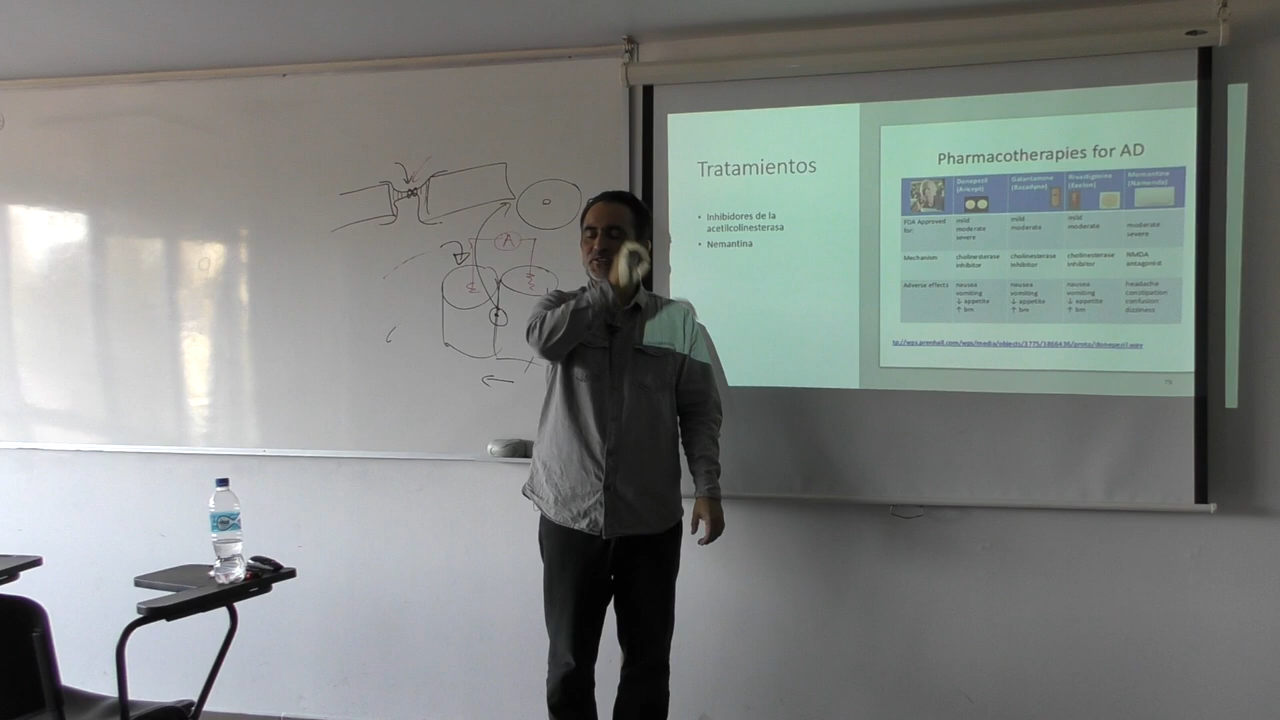 Tratamientos
• Inhibidores de la
acetilcolinesterasa
• Nemantina
Pharmacotherapies for AD
Donepezil Galantamine Rivastigmine Memantine
(Aricept) (Razadyne) (Exelon) (Namenda)
FDA Approved for: mild moderate severe mild moderate mild moderate moderate severe
Mechanism cholinesterase inhibitor cholinesterase inhibitor cholinesterase inhibitor NMDA antagonist
Adverse effects nausea vomiting ↓ appetite ↑ bm nausea vomiting ↓ appetite ↑ bm nausea vomiting ↓ appetite ↑ bm headache constipation confusion dizziness
79
A